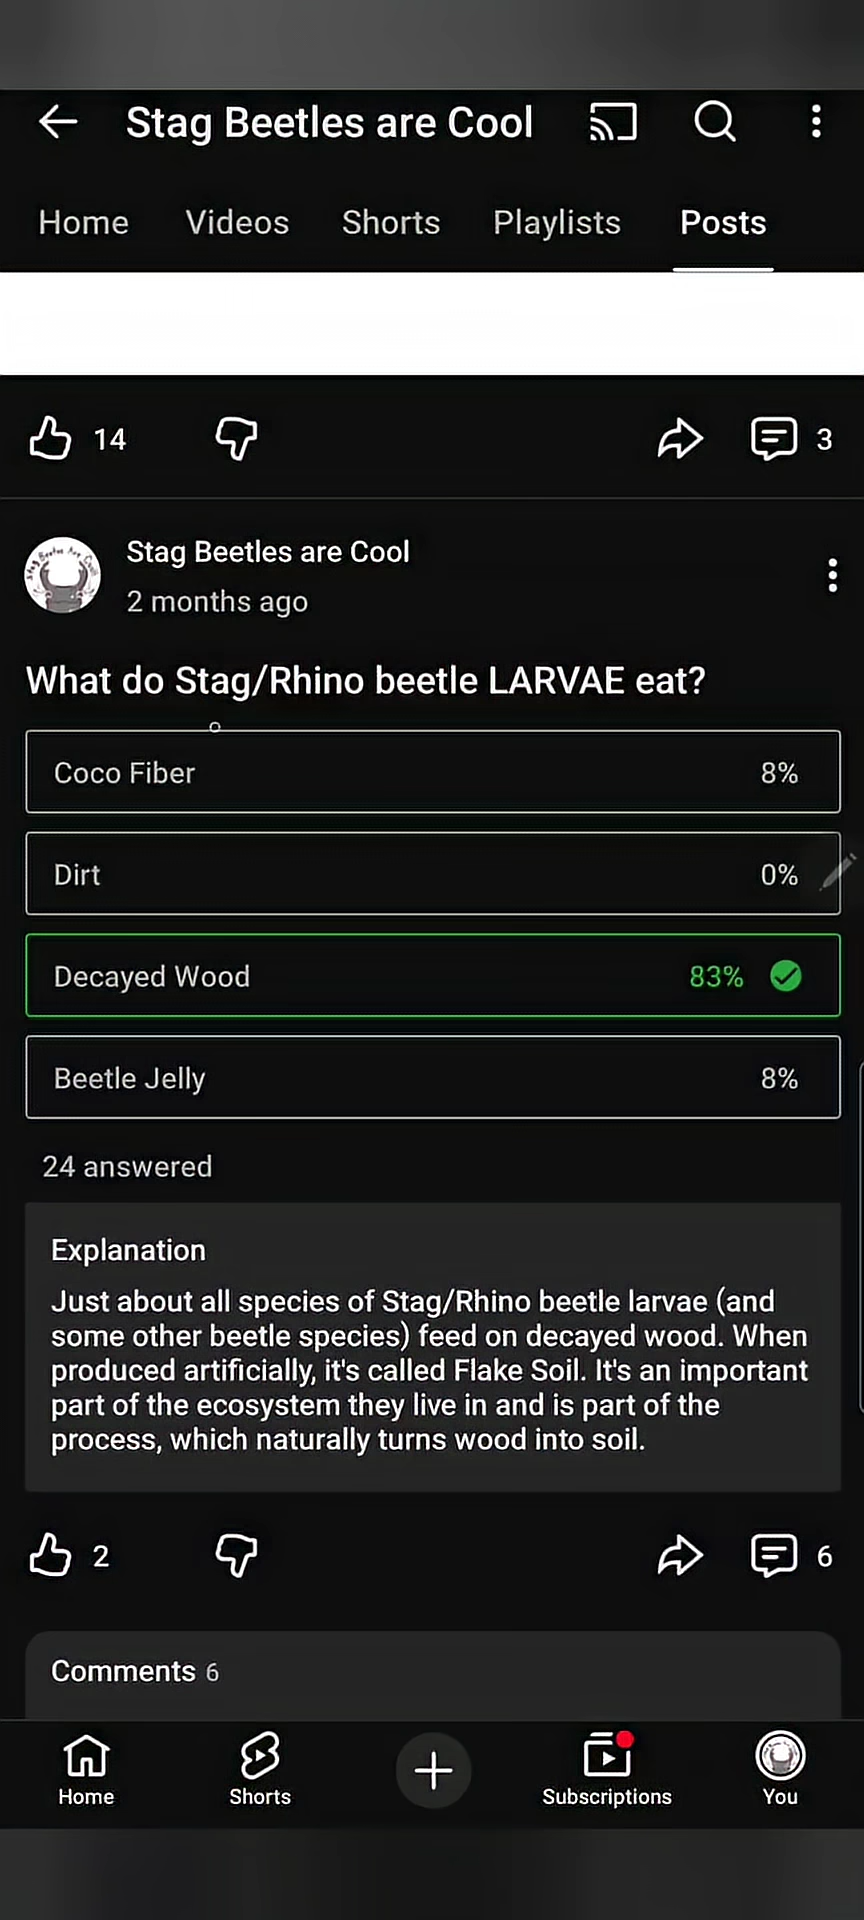 Stag Beetles are Cool
Home Videos Shorts Playlists Posts
14 3
Stag Beetles are Cool
2 months ago
What do Stag/Rhino beetle LARVAE eat?
Coco Fiber 8%
Dirt 0%
Decayed Wood 83%
Beetle Jelly 8%
24 answered
Explanation
Just about all species of Stag/Rhino beetle larvae (and
some other beetle species) feed on decayed wood. When
produced artificially, it's called Flake Soil. It's an important
part of the ecosystem they live in and is part of the
process, which naturally turns wood into soil.
2 6
Comments 6
Home Shorts Subscriptions You